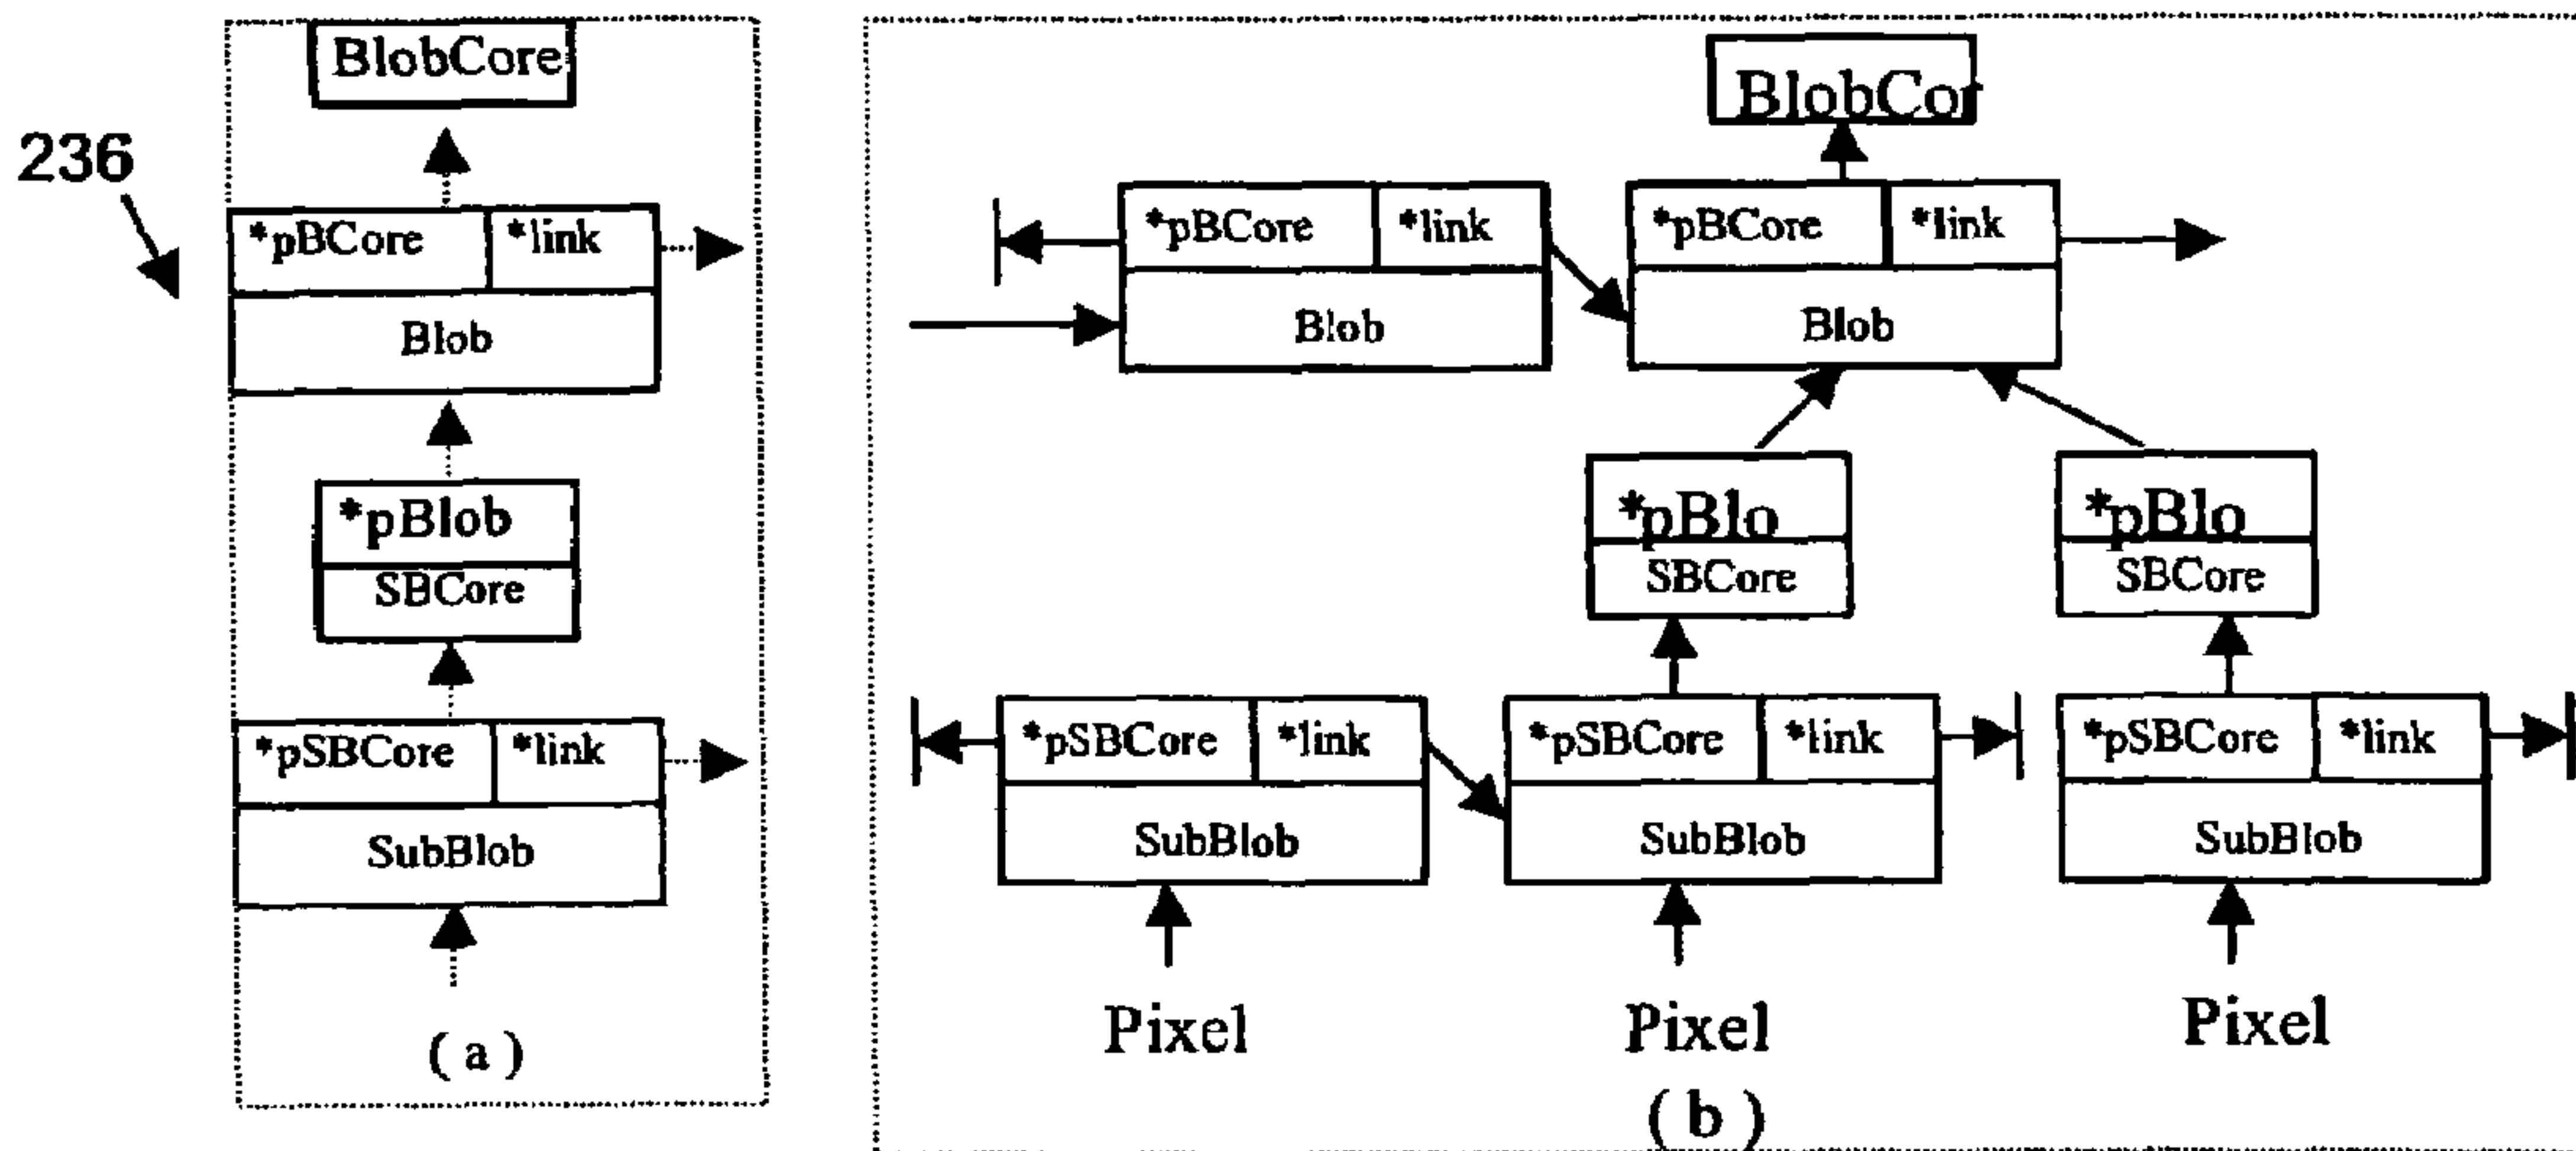 236
BlobCore
*pBCore *link
Blob
*pBlob
SBCore
*pSBCore *link
SubBlob
( a )
BlobCor
*pBCore *link *pBCore *link
Blob Blob
*pBlo *pBlo
SBCore SBCore
*pSBCore *link *pSBCore *link *pSBCore *link
SubBlob SubBlob SubBlob
Pixel Pixel Pixel
( b )